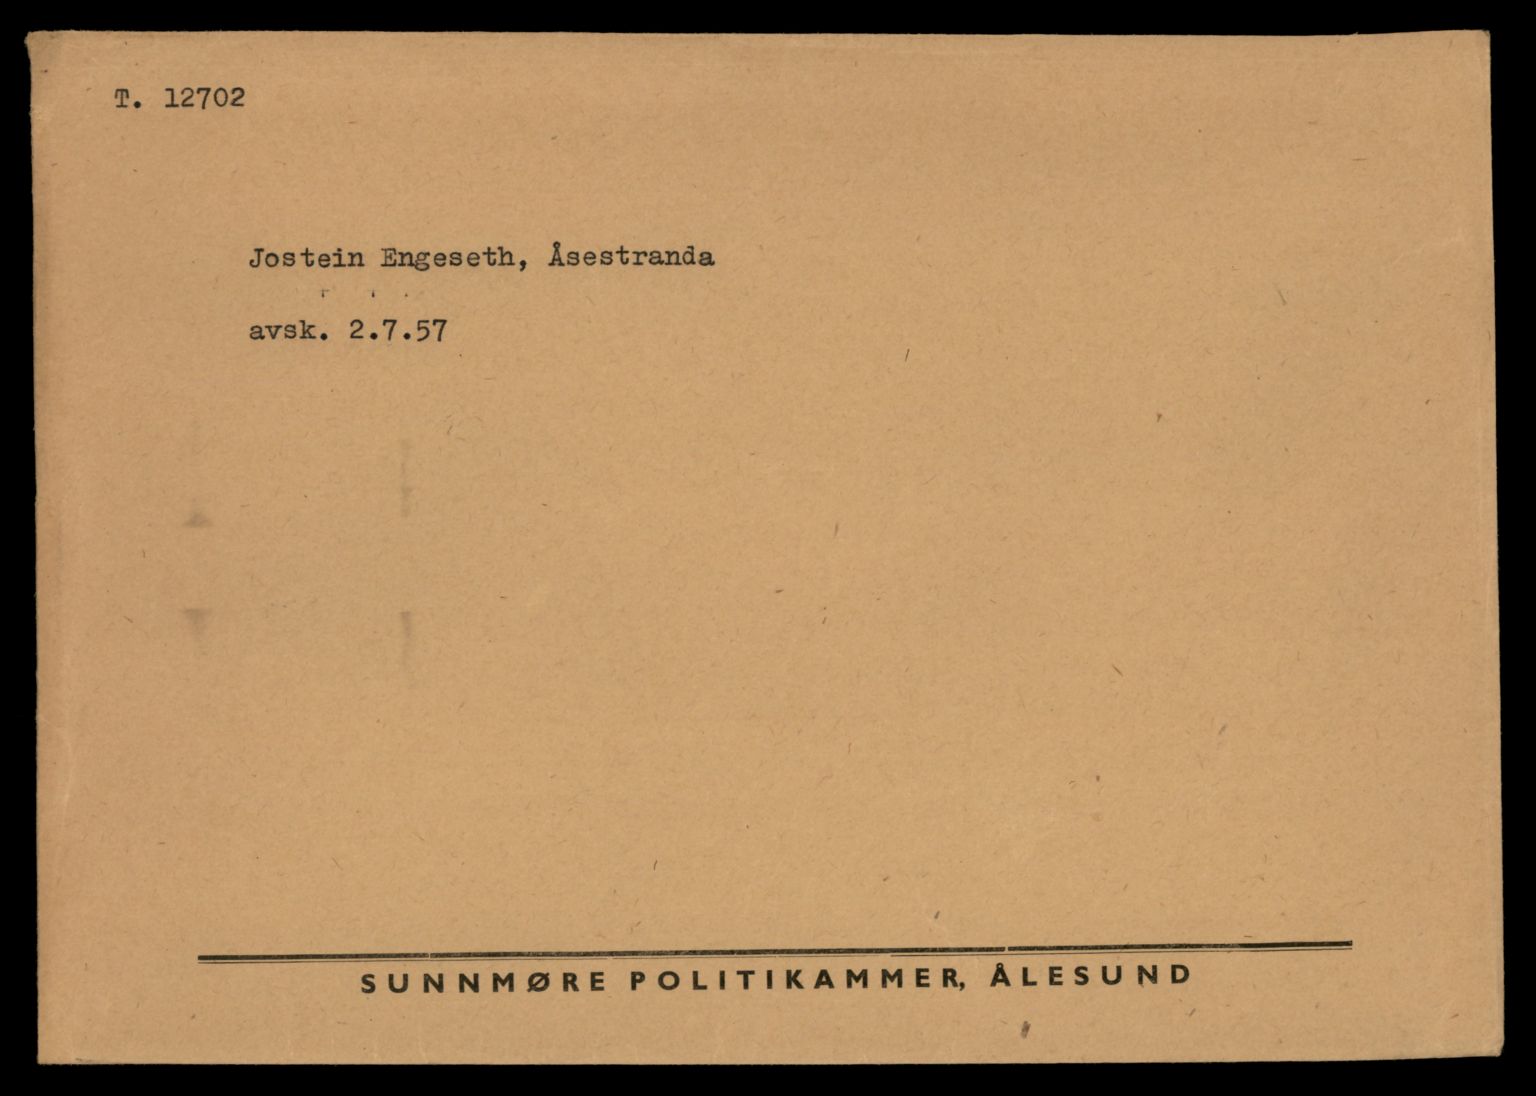 T. 12702
Jostein Engeseth, Åsestranda
avsk. 2.7.57
SUNNMØRE POLITIKAMMER, ÅLESUND